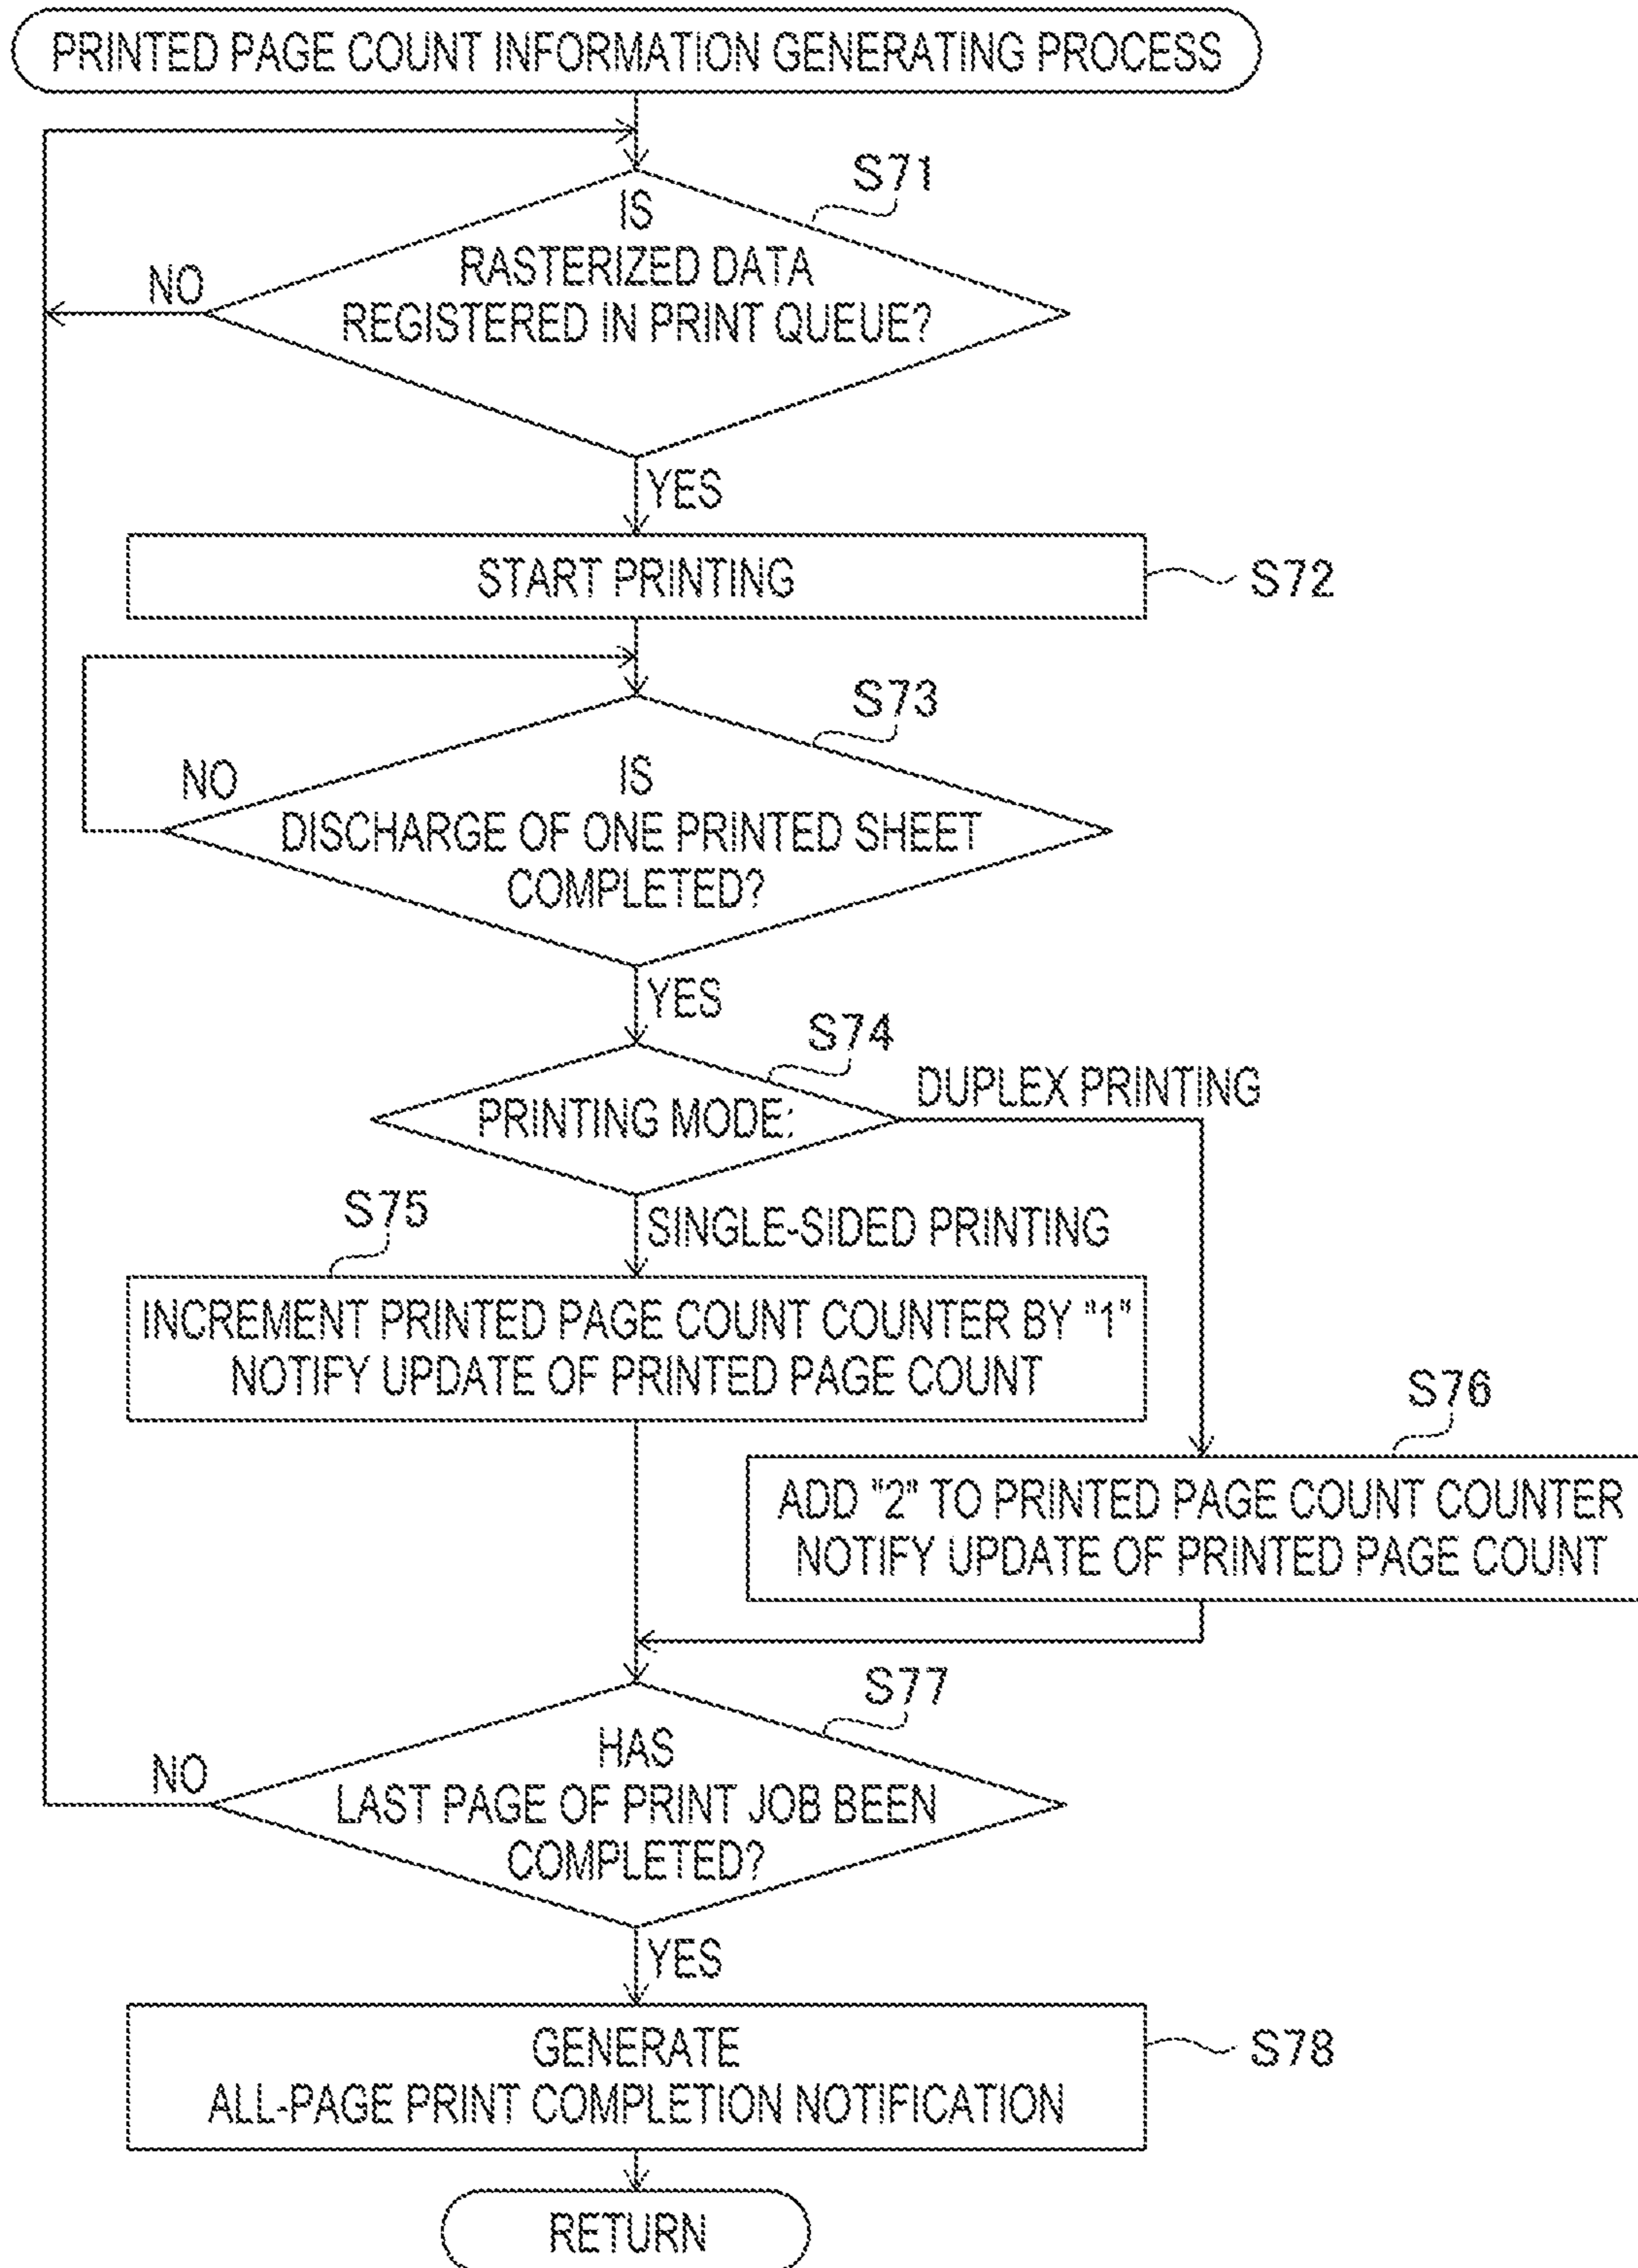 PRINTED PAGE COUNT INFORMATION GENERATING PROCESS
S71
IS
RASTERIZED DATA
REGISTERED IN PRINT QUEUE?
NO
YES
START PRINTING
S72
S73
NO
IS
DISCHARGE OF ONE PRINTED SHEET
COMPLETED?
YES
S74
DUPLEX PRINTING
PRINTING MODE:
S75
SINGLE-SIDED PRINTING
INCREMENT PRINTED PAGE COUNT COUNTER BY "1"
NOTIFY UPDATE OF PRINTED PAGE COUNT
S76
ADD "2" TO PRINTED PAGE COUNT COUNTER
NOTIFY UPDATE OF PRINTED PAGE COUNT
S77
NO
HAS
LAST PAGE OF PRINT JOB BEEN
COMPLETED?
YES
GENERATE
ALL-PAGE PRINT COMPLETION NOTIFICATION
S78
RETURN